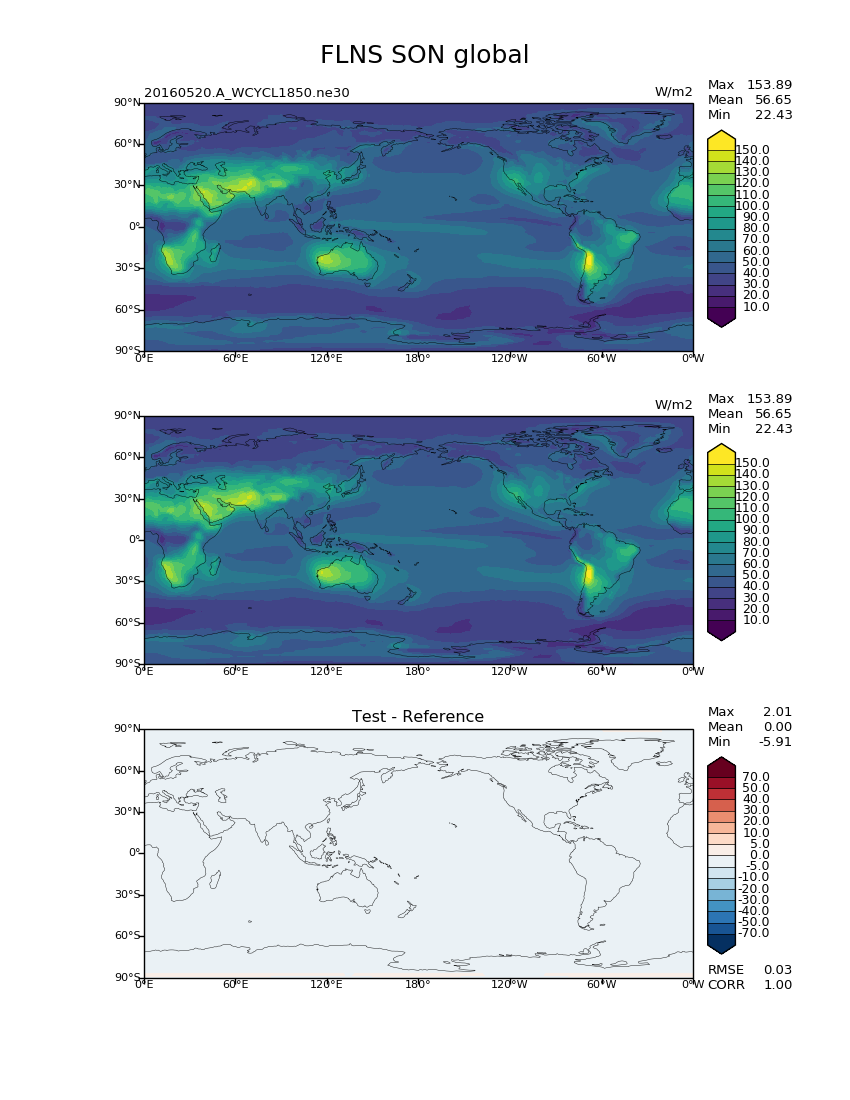 FLNS SON global
20160520.A_WCYCL1850.ne30
W/m2
Max 153.89
Mean 56.65
Min 22.43
90°N
60°N
30°N
0°
30°S
60°S
90°S
0°E
60°E
120°E
180°
120°W
60°W
0°W
150.0
140.0
130.0
120.0
110.0
100.0
90.0
80.0
70.0
60.0
50.0
40.0
30.0
20.0
10.0
W/m2
Max 153.89
Mean 56.65
Min 22.43
90°N
60°N
30°N
0°
30°S
60°S
90°S
0°E
60°E
120°E
180°
120°W
60°W
0°W
150.0
140.0
130.0
120.0
110.0
100.0
90.0
80.0
70.0
60.0
50.0
40.0
30.0
20.0
10.0
Test - Reference
Max 2.01
Mean 0.00
Min -5.91
90°N
60°N
30°N
0°
30°S
60°S
90°S
0°E
60°E
120°E
180°
120°W
60°W
0°W
70.0
50.0
40.0
30.0
20.0
10.0
5.0
0.0
-5.0
-10.0
-20.0
-30.0
-40.0
-50.0
-70.0
RMSE 0.03
CORR 1.00